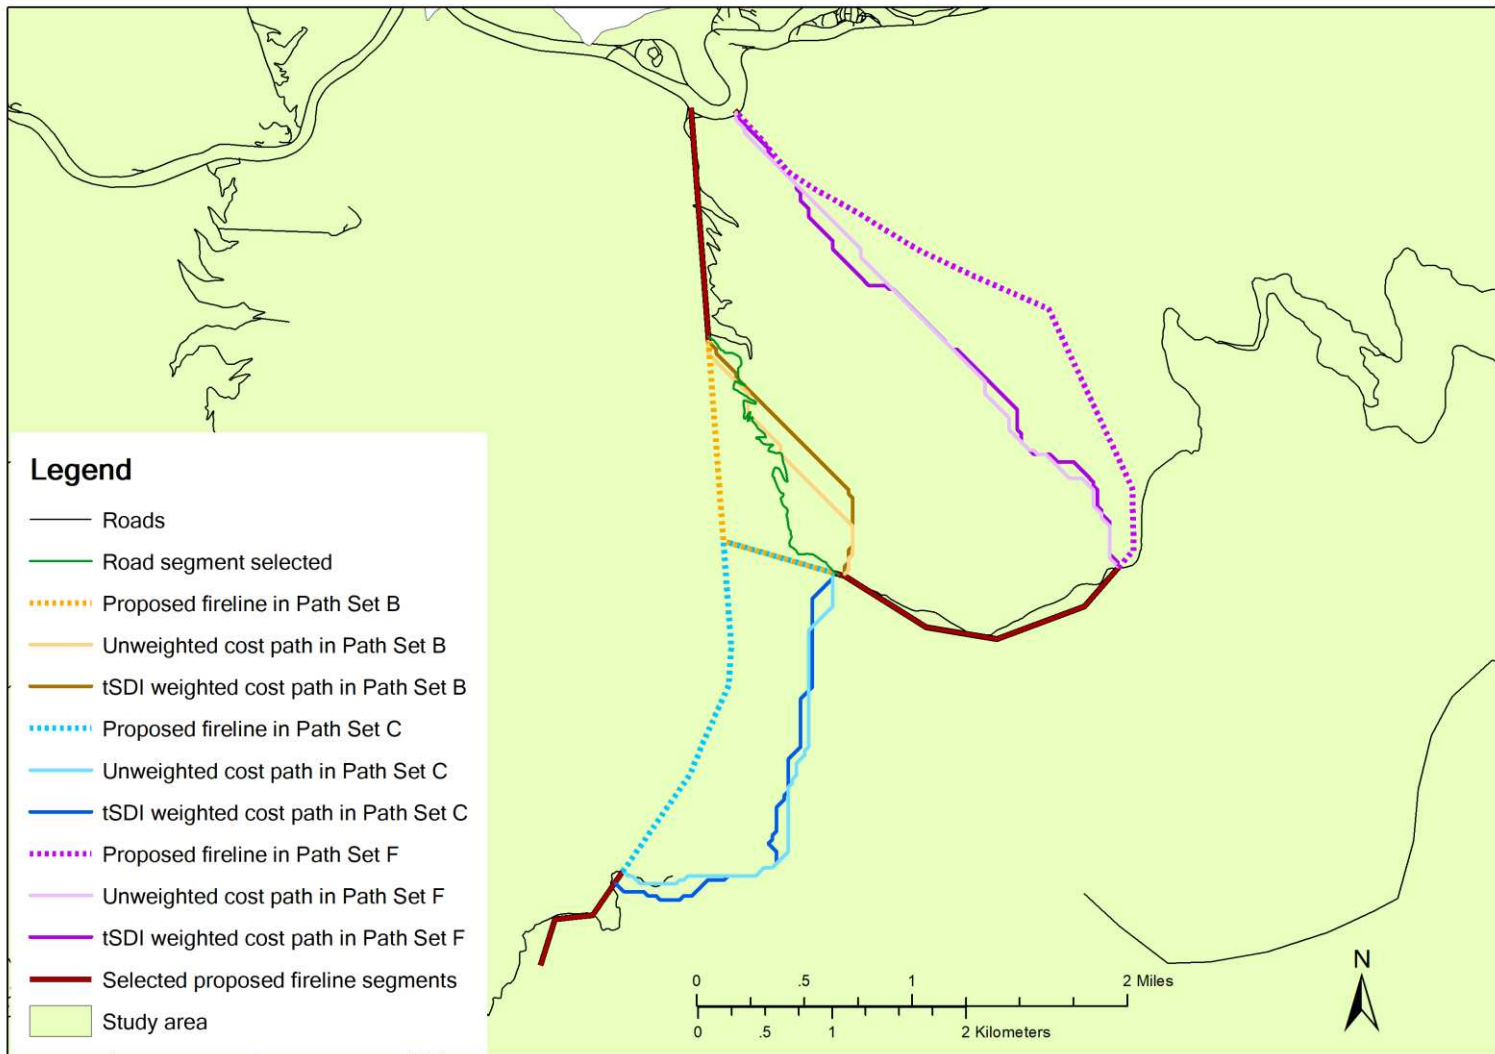 Legend
Roads
Road segment selected
Proposed fireline in Path Set B
Unweighted cost path in Path Set B
tSDI weighted cost path in Path Set B
Proposed fireline in Path Set C
Unweighted cost path in Path Set C
tSDI weighted cost path in Path Set C
Proposed fireline in Path Set F
Unweighted cost path in Path Set F
tSDI weighted cost path in Path Set F
Selected proposed fireline segments
Study area
0 .5 1 2 Miles
0 .5 1 2 Kilometers
N